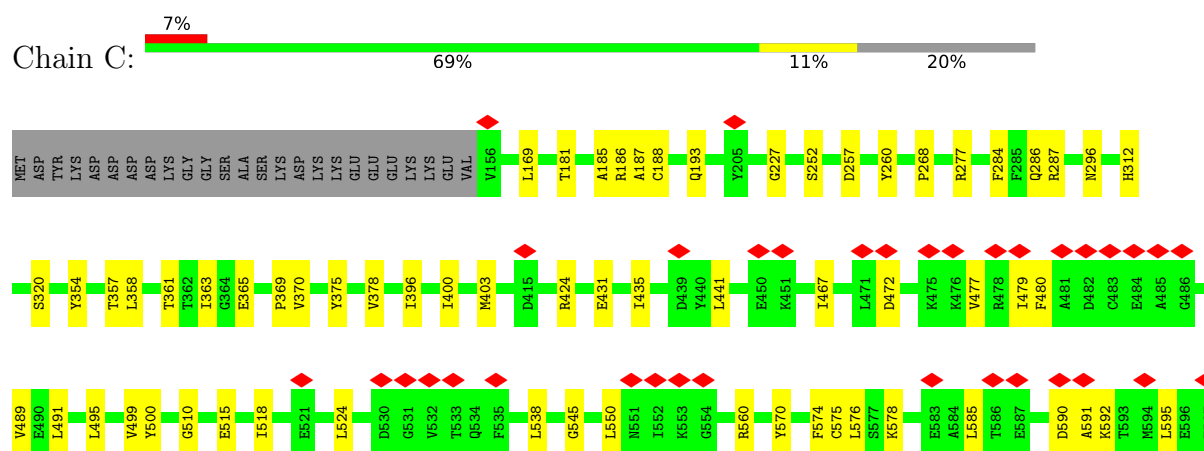 7%
Chain C:
69% 11% 20%
MET ASP TYR LYS ASP ASP ASP ASP LYS GLY GLY SER ALA SER LYS ASP LYS LYS GLU GLU GLU LYS LYS GLU VAL V156 L169 T181 A185 R186 A187 C188 Q193 Y205 G227 S252 D257 Y260 P268 R277 F284 F285 Q286 R287 N296 H312
S320 Y354 T357 L358 T361 T362 I363 G364 E365 P369 V370 Y375 V378 I396 I400 M403 D415 R424 E431 I435 D439 Y440 L441 E450 K451 I467 L471 D472 K475 K476 V477 R478 I479 F480 A481 D482 C483 E484 A485 G486
V489 E490 L491 L495 V499 Y500 G510 E515 I518 E521 L524 D530 G531 V532 T533 Q534 F535 L538 G545 L550 N551 I552 K553 G554 R560 Y570 F574 C575 L576 S577 K578 E583 A584 L585 T586 E587 D590 A591 K592 T593 M594 L595 E596